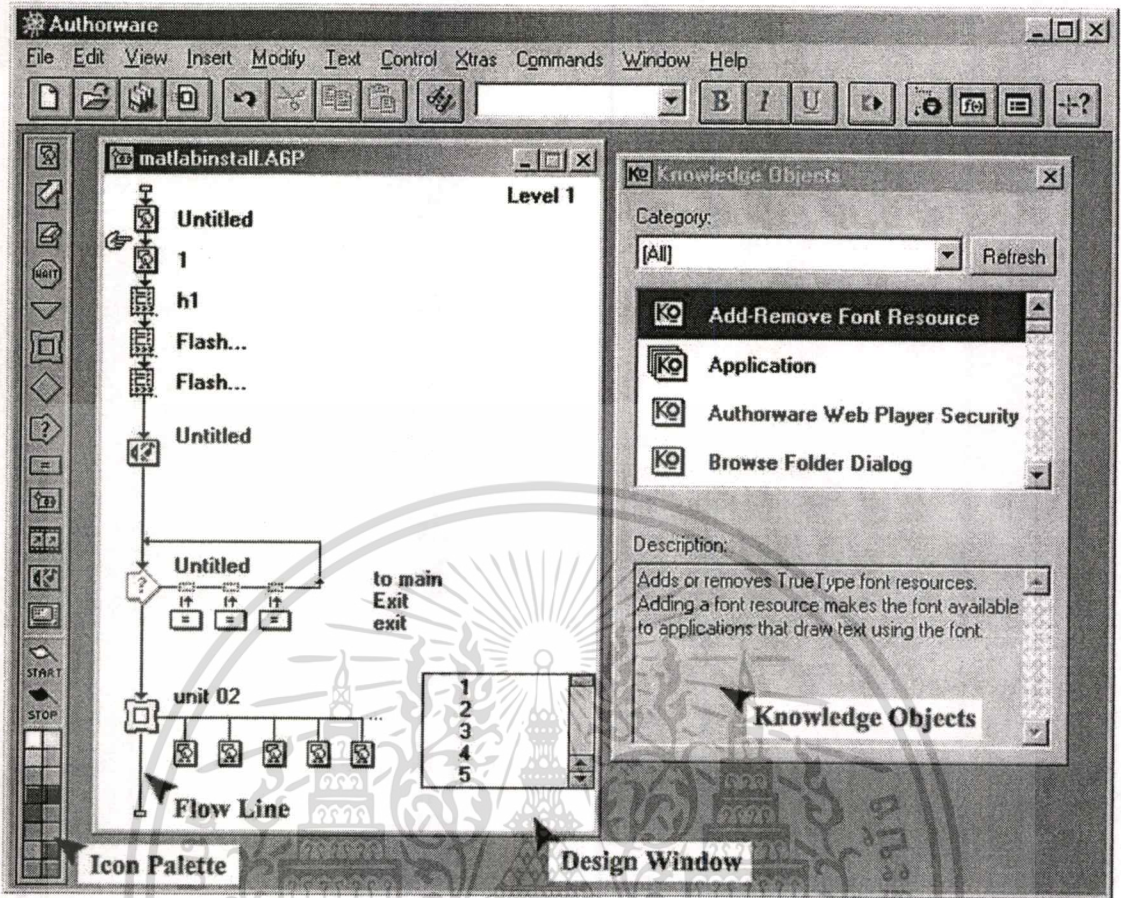 Authorware
File Edit View Insert Modify Text Control Xtras Commands Window Help
B I U
matlabinstall.A6P
Level 1
Untitled
1
h1
Flash...
Flash...
Untitled
Untitled
to main
Exit
exit
unit 02
1
2
3
4
5
WAIT
START
STOP
Knowledge Objects
Category:
[All]
Refresh
Add-Remove Font Resource
Application
Authorware Web Player Security
Browse Folder Dialog
Description:
Adds or removes TrueType font resources.
Adding a font resource makes the font available
to applications that draw text using the font.
Knowledge Objects
Flow Line
Icon Palette
Design Window